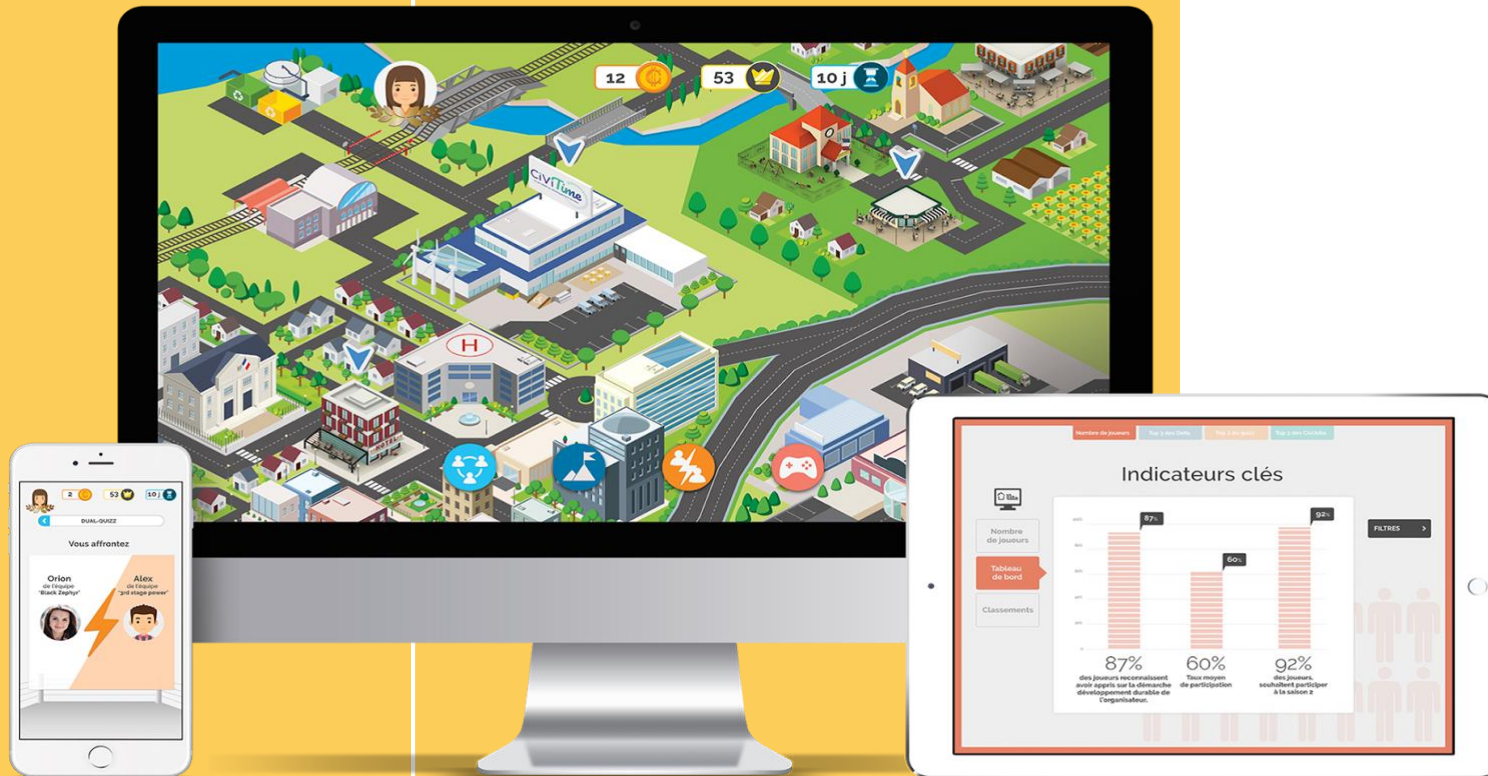 12
53
10 j
CiViTime
H
HOTEL
2
53
10 j
DUAL-QUIZZ
Vous affrontez
Orion
de l'équipe
"Black Zephyr"
Alex
de l'équipe
"3rd stage power"
Nombre de joueurs
Indicateurs clés
Nombre
de joueurs
Tableau
de bord
Classements
FILTRES >
87%
60%
92%
87%
des joueurs reconnaissent
avoir appris sur la démarche
développement durable de
l'organisateur.
60%
Taux moyen
de participation
92%
des joueurs,
souhaitent participer
à la saison 2